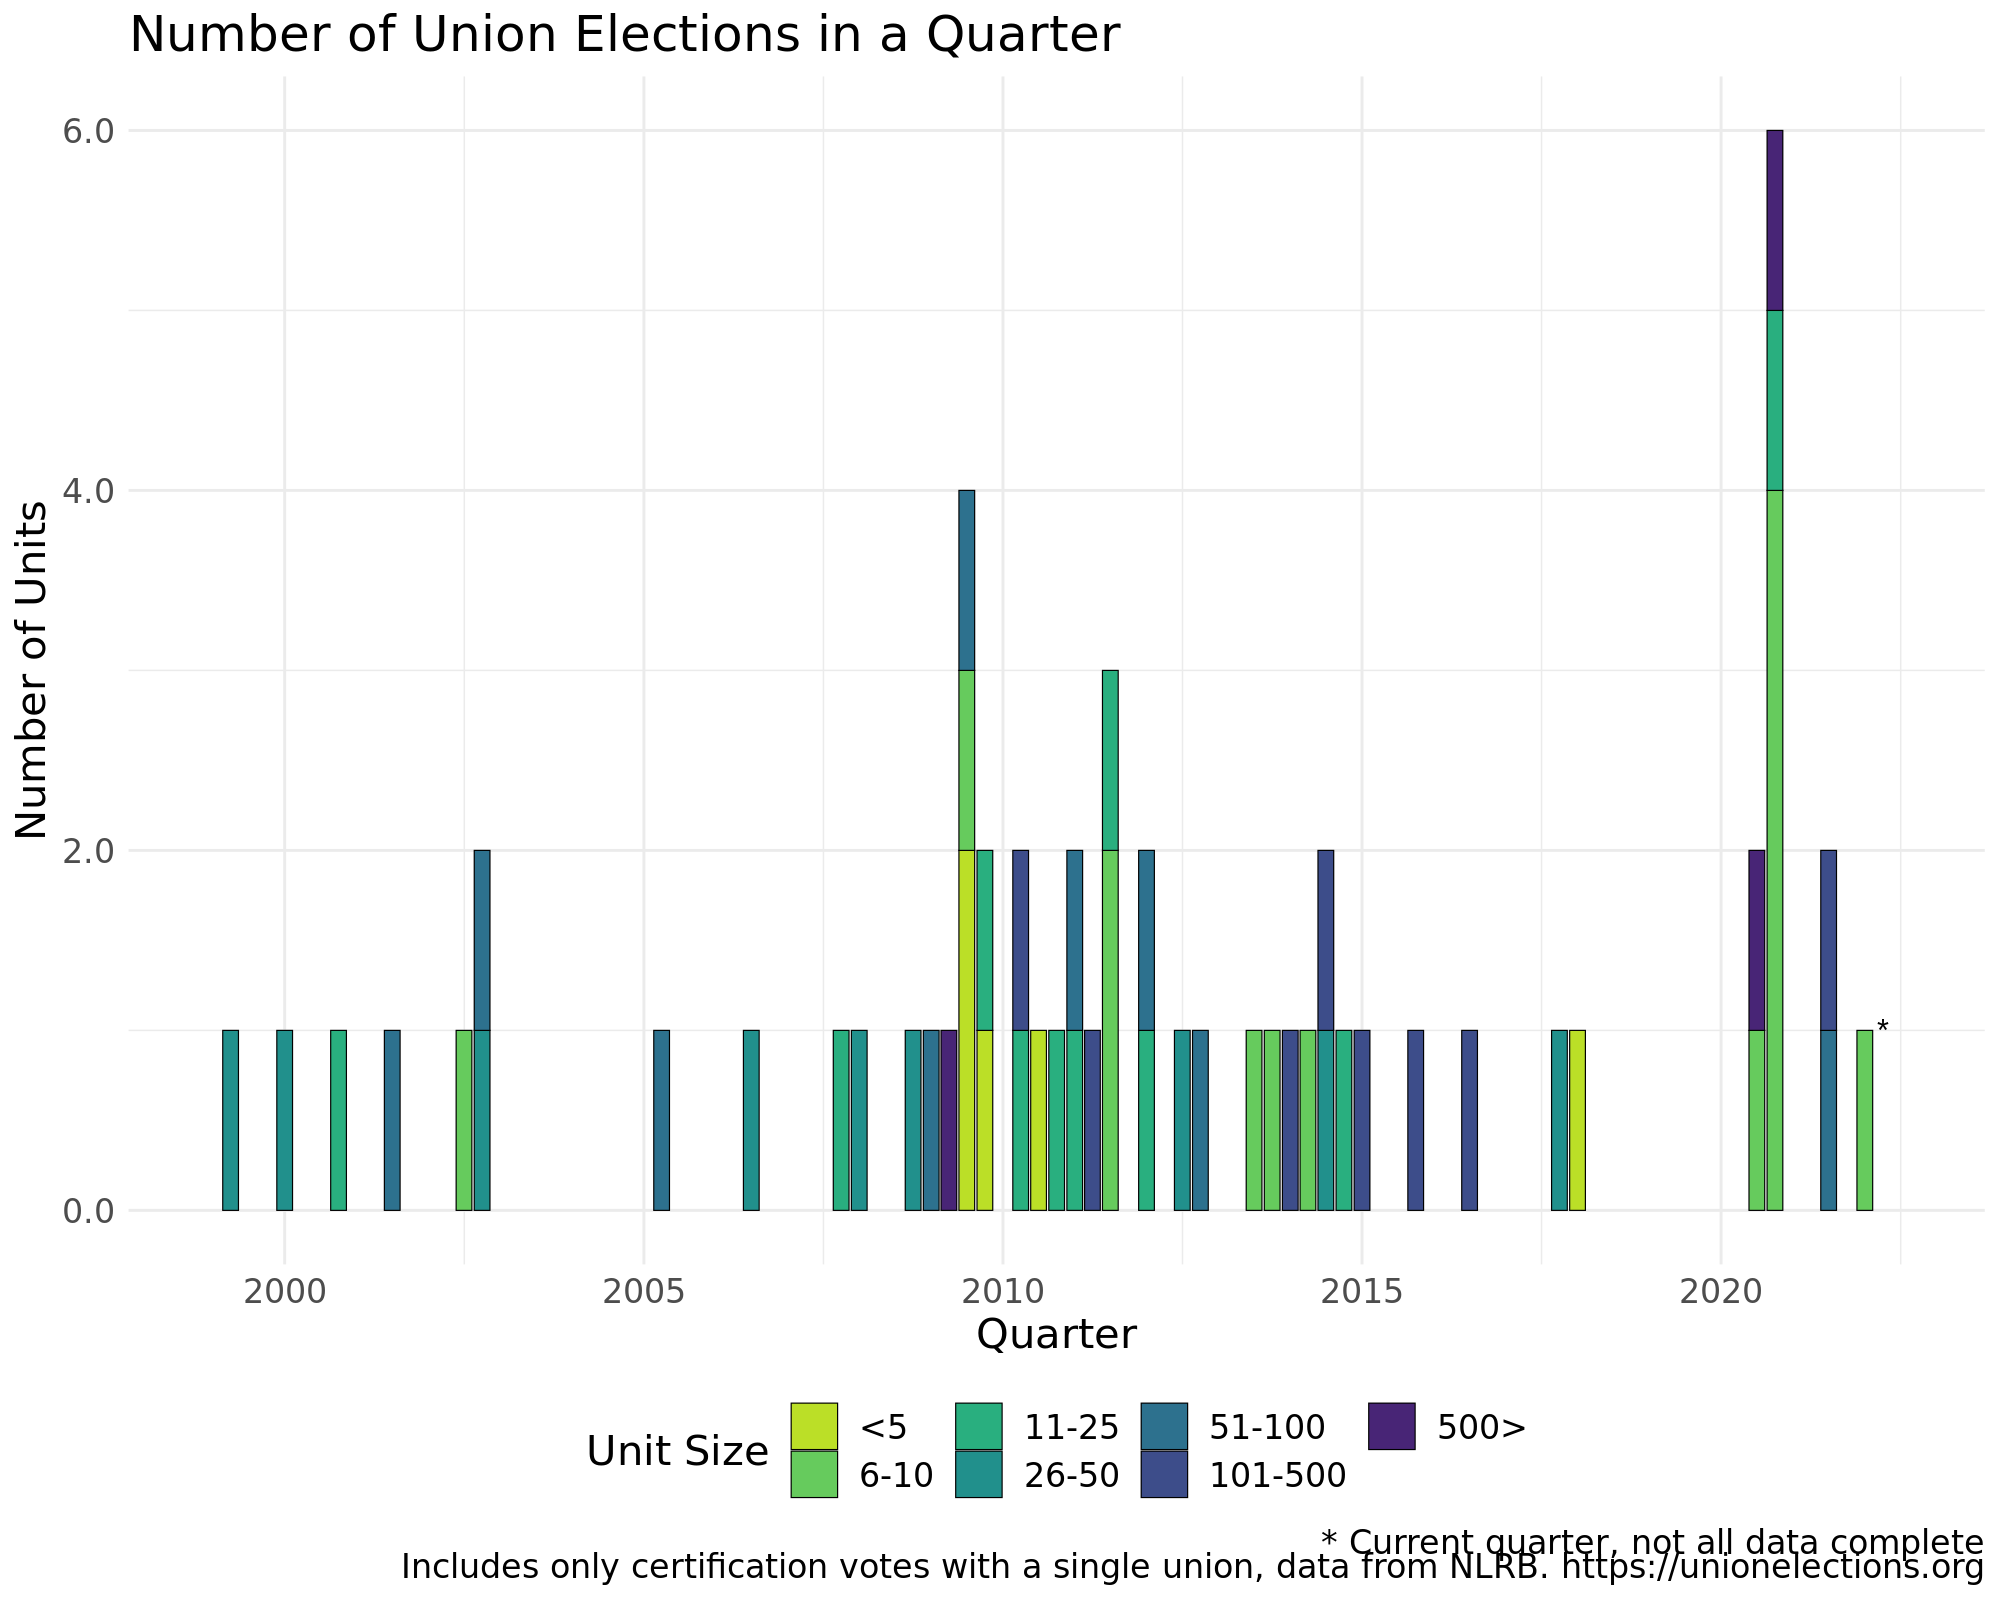 Number of Union Elections in a Quarter
6.0
4.0
2.0
0.0
Number of Units
*
2000 2005 2010 2015 2020
Quarter
Unit Size
<5 11-25 51-100 500>
6-10 26-50 101-500
* Current quarter, not all data complete
Includes only certification votes with a single union, data from NLRB. https://unionelections.org